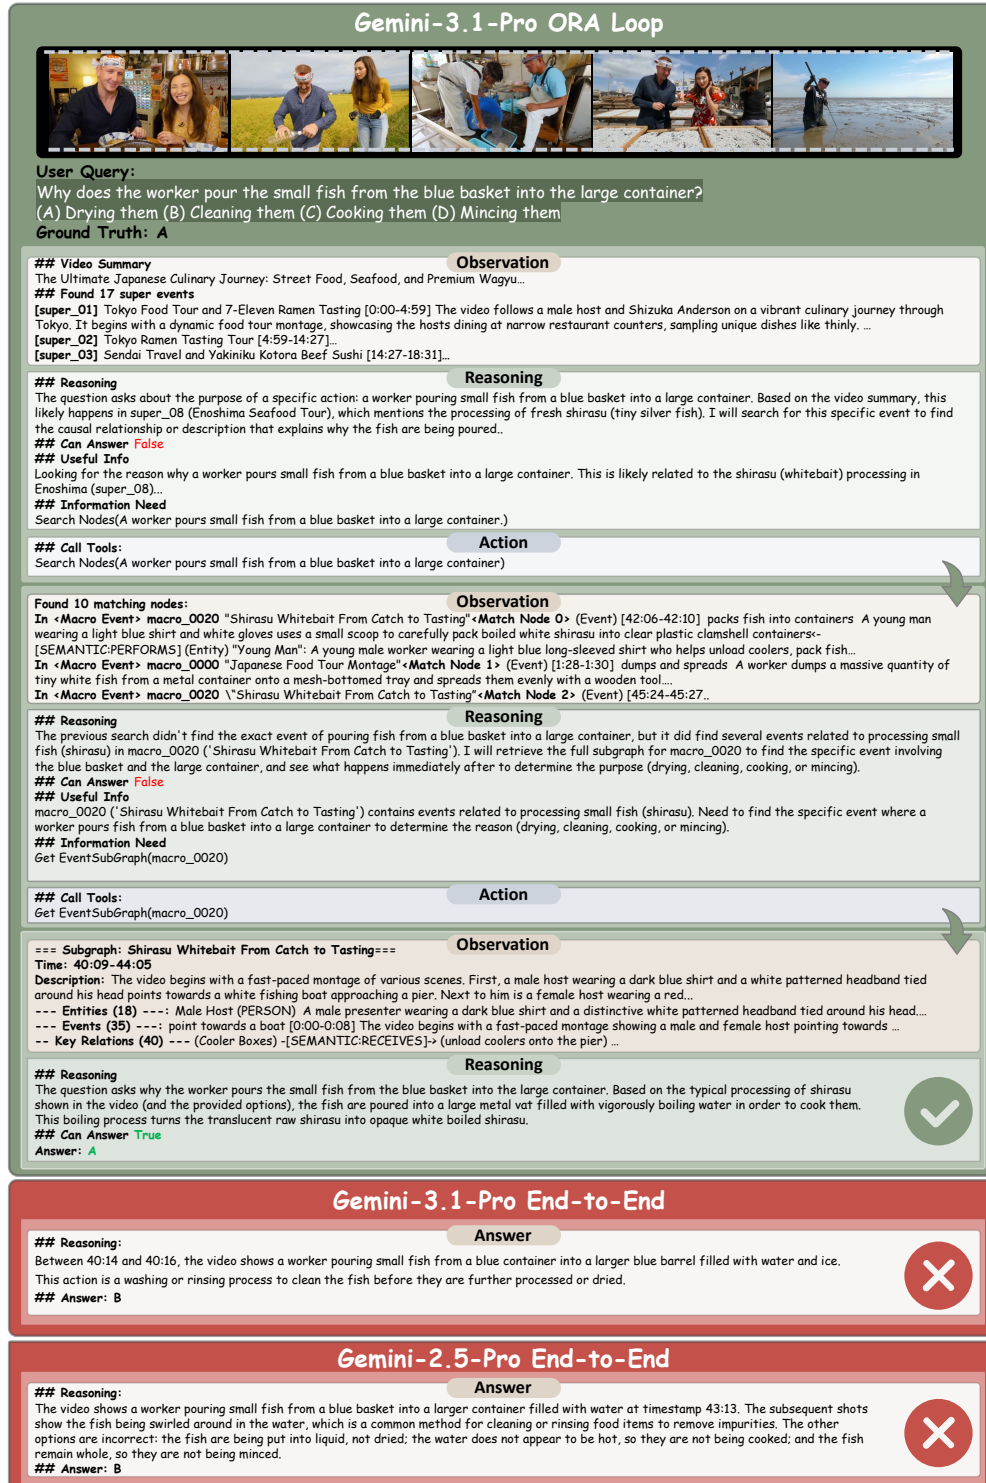 Gemini-3.1-Pro ORA Loop
User Query:
Why does the worker pour the small fish from the blue basket into the large container?
(A) Drying them (B) Cleaning them (C) Cooking them (D) Mincing them
Ground Truth: A
Observation
## Video Summary
The Ultimate Japanese Culinary Journey: Street Food, Seafood, and Premium Wagyu…
## Found 17 super events
[super_01] Tokyo Food Tour and 7-Eleven Ramen Tasting [0:00-4:59] The video follows a male host and Shizuka Anderson on a vibrant culinary journey through
Tokyo. It begins with a dynamic food tour montage, showcasing the hosts dining at narrow restaurant counters, sampling unique dishes like thinly. …
[super_02] Tokyo Ramen Tasting Tour [4:59-14:27]…
[super_03] Sendai Travel and Yakiniku Kotora Beef Sushi [14:27-18:31]…
Reasoning
## Reasoning
The question asks about the purpose of a specific action: a worker pouring small fish from a blue basket into a large container. Based on the video summary, this
likely happens in super_08 (Enoshima Seafood Tour), which mentions the processing of fresh shirasu (tiny silver fish). I will search for this specific event to find
the causal relationship or description that explains why the fish are being poured..
## Can Answer False
## Useful Info
Looking for the reason why a worker pours small fish from a blue basket into a large container. This is likely related to the shirasu (whitebait) processing in
Enoshima (super_08)…
## Information Need
Search Nodes(A worker pours small fish from a blue basket into a large container.)
Action
## Call Tools:
Search Nodes(A worker pours small fish from a blue basket into a large container)
Observation
Found 10 matching nodes:
In <Macro Event> macro_0020 "Shirasu Whitebait From Catch to Tasting"<Match Node 0> (Event) [42:06-42:10] packs fish into containers A young man
wearing a light blue shirt and white gloves uses a small scoop to carefully pack boiled white shirasu into clear plastic clamshell containers<-
[SEMANTIC:PERFORMS] (Entity) "Young Man": A young male worker wearing a light blue long-sleeved shirt who helps unload coolers, pack fish…
In <Macro Event> macro_0000 "Japanese Food Tour Montage"<Match Node 1> (Event) [1:28-1:30] dumps and spreads A worker dumps a massive quantity of
tiny white fish from a metal container onto a mesh-bottomed tray and spreads them evenly with a wooden tool….
In <Macro Event> macro_0020 \"Shirasu Whitebait From Catch to Tasting"<Match Node 2> (Event) [45:24-45:27..
Reasoning
## Reasoning
The previous search didn't find the exact event of pouring fish from a blue basket into a large container, but it did find several events related to processing small
fish (shirasu) in macro_0020 ('Shirasu Whitebait From Catch to Tasting'). I will retrieve the full subgraph for macro_0020 to find the specific event involving
the blue basket and the large container, and see what happens immediately after to determine the purpose (drying, cleaning, cooking, or mincing).
## Can Answer False
## Useful Info
macro_0020 ('Shirasu Whitebait From Catch to Tasting') contains events related to processing small fish (shirasu). Need to find the specific event where a
worker pours fish from a blue basket into a large container to determine the reason (drying, cleaning, cooking, or mincing).
## Information Need
Get EventSubGraph(macro_0020)
Action
## Call Tools:
Get EventSubGraph(macro_0020)
Observation
=== Subgraph: Shirasu Whitebait From Catch to Tasting===
Time: 40:09-44:05
Description: The video begins with a fast-paced montage of various scenes. First, a male host wearing a dark blue shirt and a white patterned headband tied
around his head points towards a white fishing boat approaching a pier. Next to him is a female host wearing a red…
--- Entities (18) ---: Male Host (PERSON) A male presenter wearing a dark blue shirt and a distinctive white patterned headband tied around his head….
--- Events (35) ---: point towards a boat [0:00-0:08] The video begins with a fast-paced montage showing a male and female host pointing towards …
-- Key Relations (40) --- (Cooler Boxes) -[SEMANTIC:RECEIVES]-> (unload coolers onto the pier) …
Reasoning
## Reasoning
The question asks why the worker pours the small fish from the blue basket into the large container. Based on the typical processing of shirasu
shown in the video (and the provided options), the fish are poured into a large metal vat filled with vigorously boiling water in order to cook them.
This boiling process turns the translucent raw shirasu into opaque white boiled shirasu.
## Can Answer True
Answer: A
Gemini-3.1-Pro End-to-End
Answer
## Reasoning:
Between 40:14 and 40:16, the video shows a worker pouring small fish from a blue container into a larger blue barrel filled with water and ice.
This action is a washing or rinsing process to clean the fish before they are further processed or dried.
## Answer: B
Gemini-2.5-Pro End-to-End
Answer
## Reasoning:
The video shows a worker pouring small fish from a blue basket into a larger container filled with water at timestamp 43:13. The subsequent shots
show the fish being swirled around in the water, which is a common method for cleaning or rinsing food items to remove impurities. The other
options are incorrect: the fish are being put into liquid, not dried; the water does not appear to be hot, so they are not being cooked; and the fish
remain whole, so they are not being minced.
## Answer: B